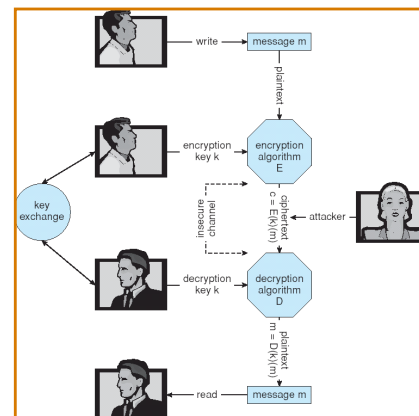 write
message m
plaintext
encryption
key k
encryption
algorithm
E
key
exchange
insecure
channel
ciphertext
c = E(k)(m)
attacker
decryption
key k
decryption
algorithm
D
plaintext
m = D(k)(m)
read
message m